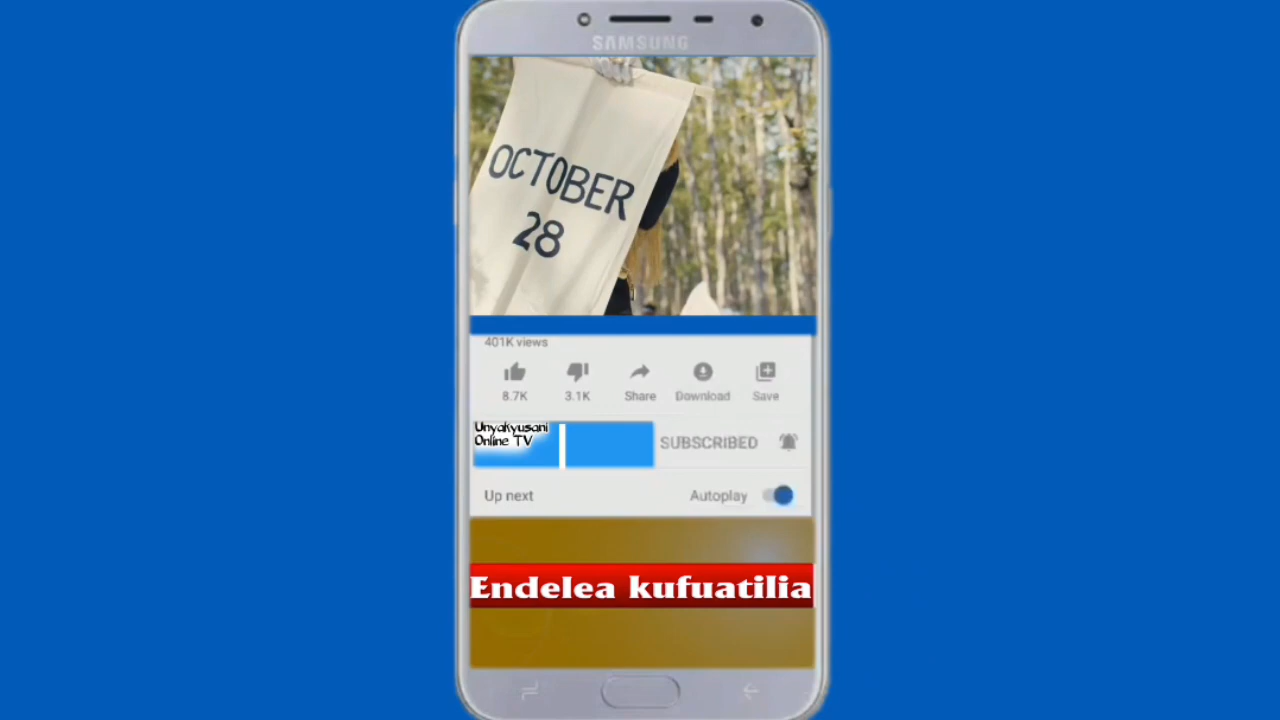 SAMSUNG
OCTOBER
28
401K views
8.7K
3.1K
Share
Download
Save
Unyakyusani
Online TV
SUBSCRIBED
Up next
Autoplay
Endelea kufuatilia